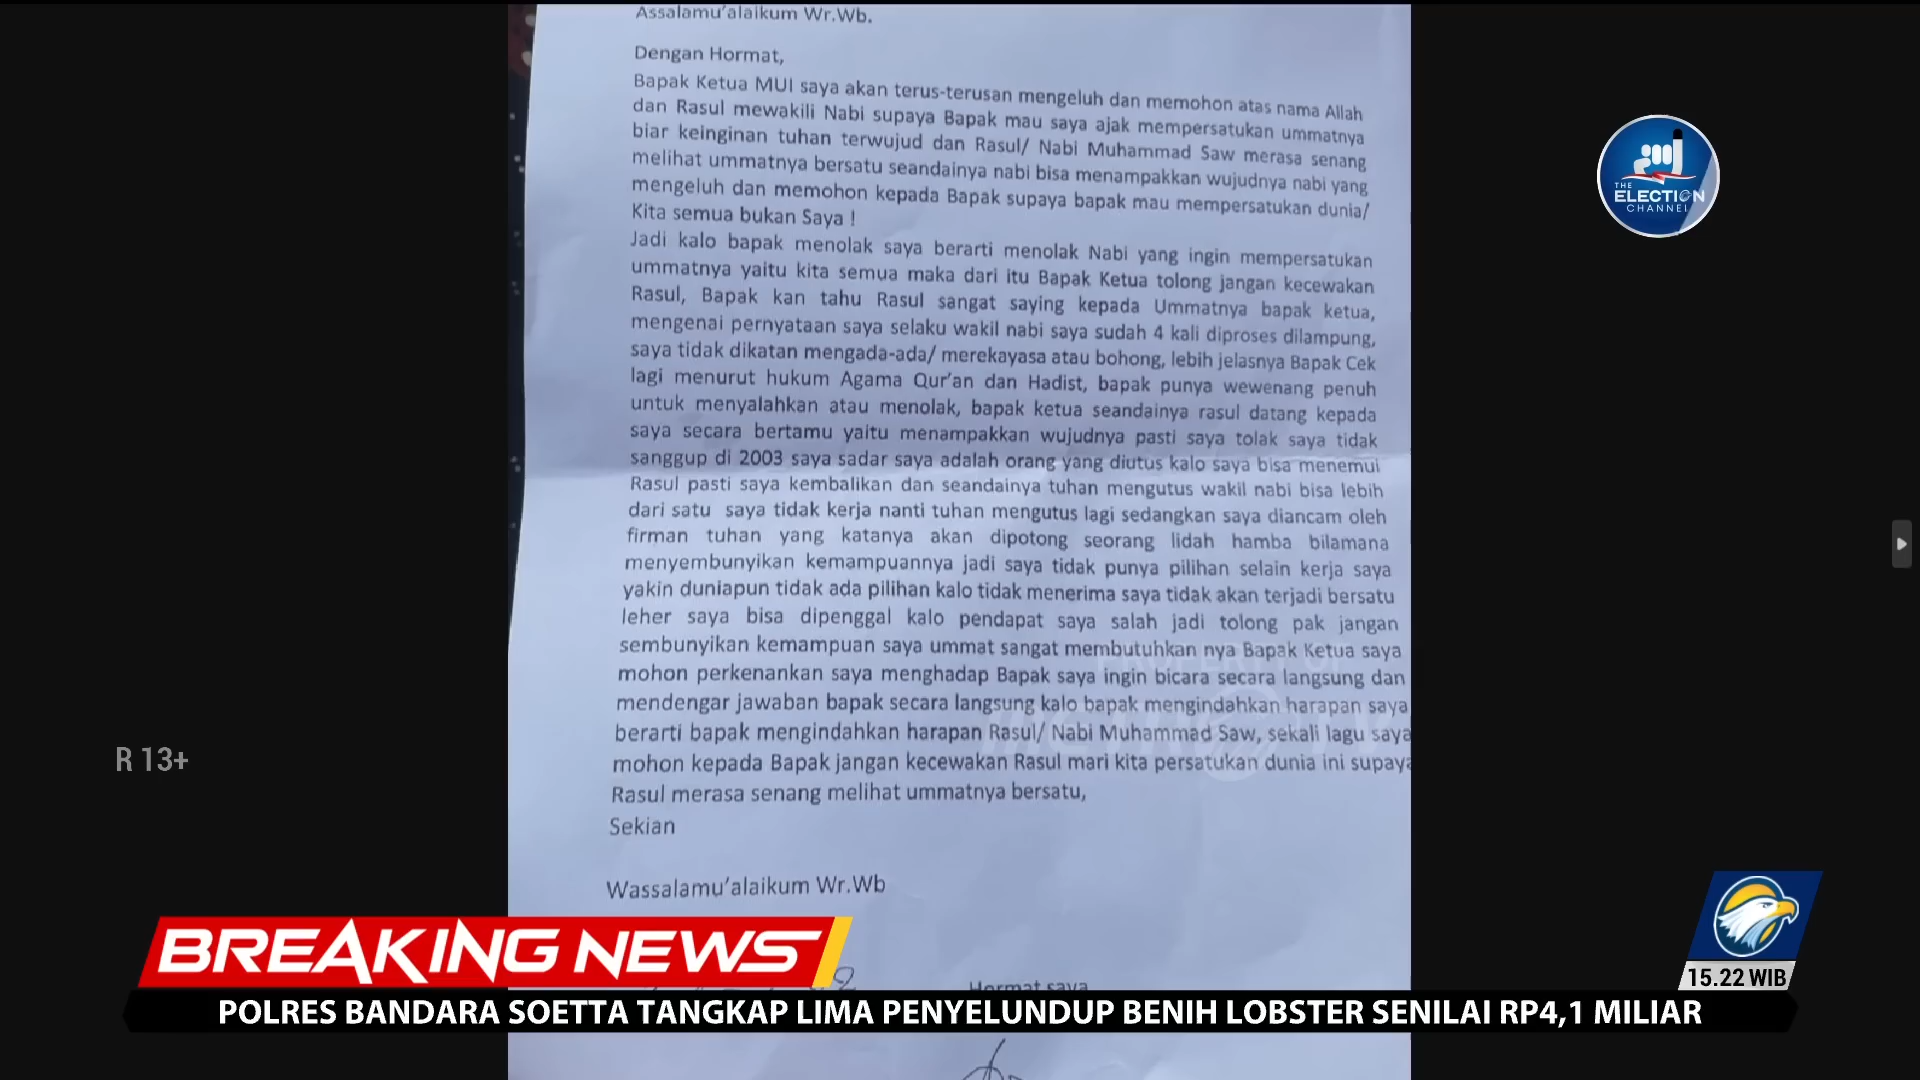 Assalamu'alaikum Wr.Wb.
Dengan Hormat,
Bapak Ketua MUI saya akan terus-terusan mengeluh dan memohon atas nama Allah
dan Rasul mewakili Nabi supaya Bapak mau saya ajak mempersatukan ummatnya
biar keinginan tuhan terwujud dan Rasul/ Nabi Muhammad Saw merasa senang
melihat ummatnya bersatu seandainya nabi bisa menampakkan wujudnya nabi yang
mengeluh dan memohon kepada Bapak supaya bapak mau mempersatukan dunia/
Kita semua bukan Saya !
Jadi kalo bapak menolak saya berarti menolak Nabi yang ingin mempersatukan
ummatnya yaitu kita semua maka dari itu Bapak Ketua tolong jangan kecewakan
Rasul, Bapak kan tahu Rasul sangat saying kepada Ummatnya bapak ketua,
mengenai pernyataan saya selaku wakil nabi saya sudah 4 kali diproses dilampung,
saya tidak dikatan mengada-ada/ merekayasa atau bohong, lebih jelasnya Bapak Cek
lagi menurut hukum Agama Qur'an dan Hadist, bapak punya wewenang penuh
untuk menyalahkan atau menolak, bapak ketua seandainya rasul datang kepada
saya secara bertamu yaitu menampakkan wujudnya pasti saya tolak saya tidak
sanggup di 2003 saya sadar saya adalah orang yang diutus kalo saya bisa menemui
Rasul pasti saya kembalikan dan seandainya tuhan mengutus wakil nabi bisa lebih
dari satu saya tidak kerja nanti tuhan mengutus lagi sedangkan saya diancam oleh
firman tuhan yang katanya akan dipotong seorang lidah hamba bilamana
menyembunyikan kemampuannya jadi saya tidak punya pilihan selain kerja saya
yakin duniapun tidak ada pilihan kalo tidak menerima saya tidak akan terjadi bersatu
leher saya bisa dipenggal kalo pendapat saya salah jadi tolong pak jangan
sembunyikan kemampuan saya ummat sangat membutuhkan nya Bapak Ketua saya
mohon perkenankan saya menghadap Bapak saya ingin bicara secara langsung dan
mendengar jawaban bapak secara langsung kalo bapak mengindahkan harapan saya
berarti bapak mengindahkan harapan Rasul/ Nabi Muhammad Saw, sekali lagu saya
mohon kepada Bapak jangan kecewakan Rasul mari kita persatukan dunia ini supaya
Rasul merasa senang melihat ummatnya bersatu,
Sekian
Wassalamu'alaikum Wr.Wb
Hormat saya
PROPERTY OF
METRO TV
THE
ELECTION
CHANNEL
R 13+
BREAKING NEWS
15.22 WIB
POLRES BANDARA SOETTA TANGKAP LIMA PENYELUNDUP BENIH LOBSTER SENILAI RP4,1 MILIAR